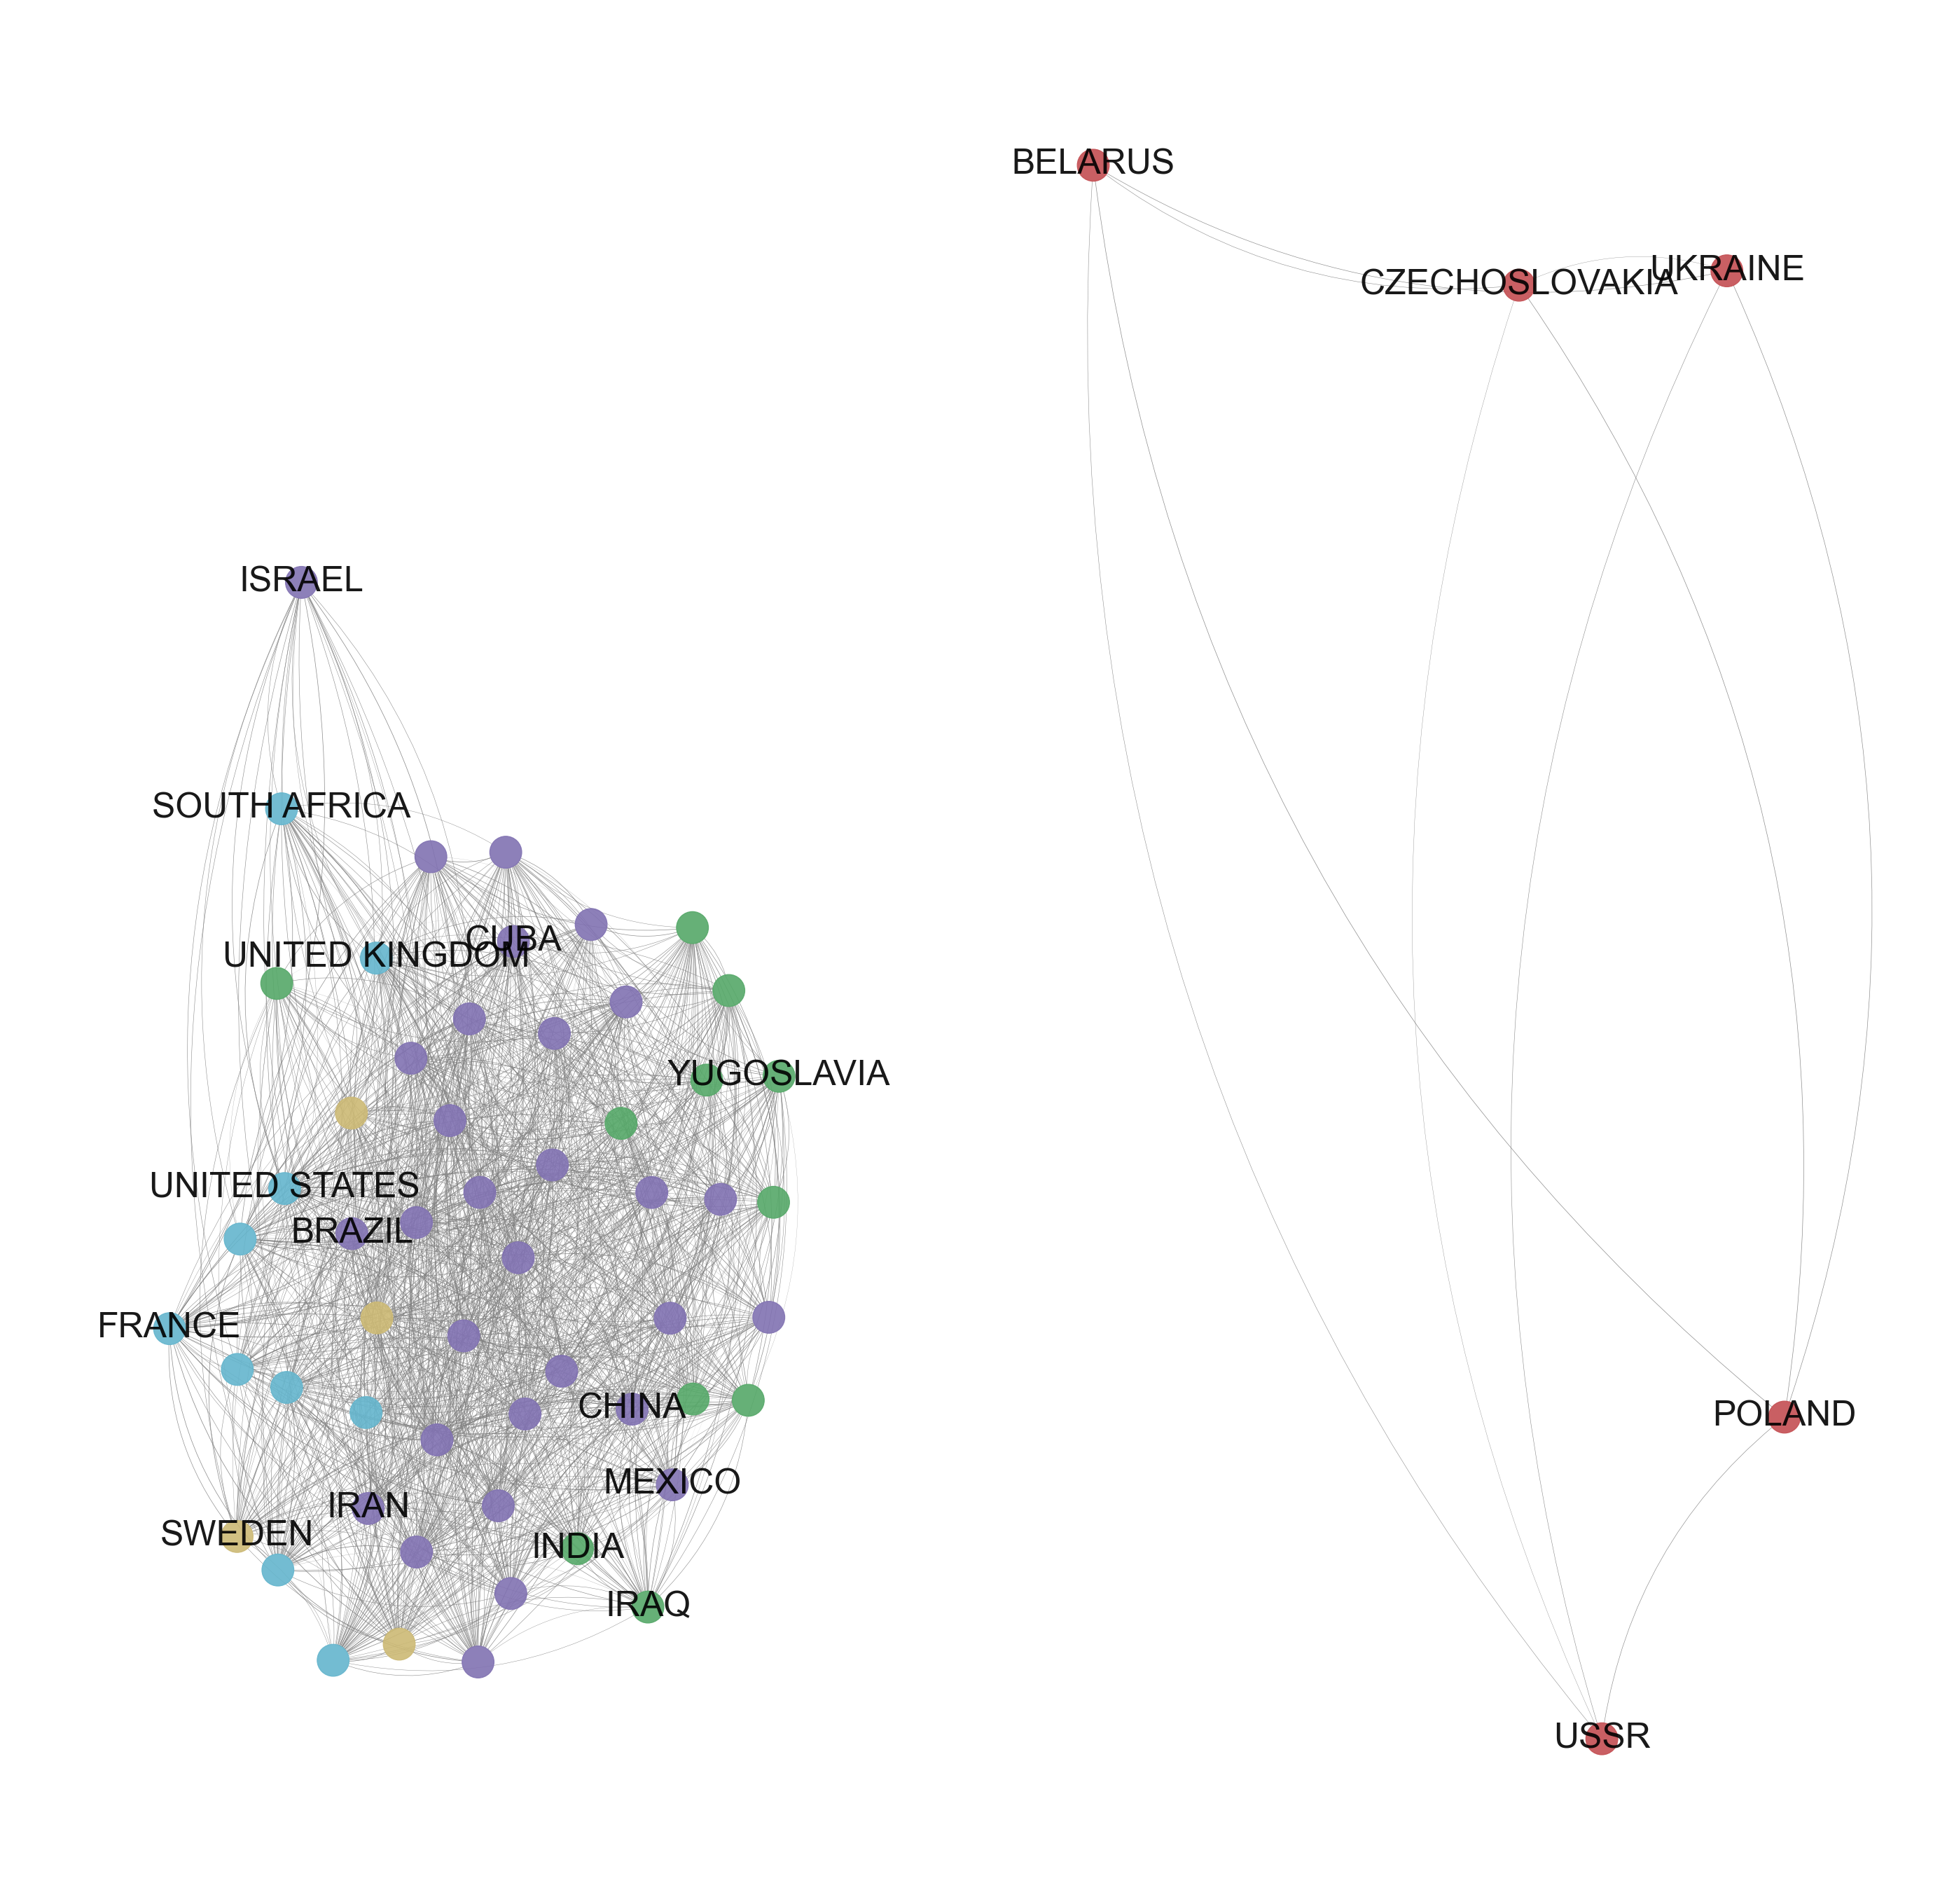 BELARUS
CZECHOSLOVAKIA
UKRAINE
ISRAEL
SOUTH AFRICA
UNITED KINGDOM
CUBA
YUGOSLAVIA
UNITED STATES
BRAZIL
FRANCE
CHINA
POLAND
MEXICO
IRAN
SWEDEN
INDIA
IRAQ
USSR